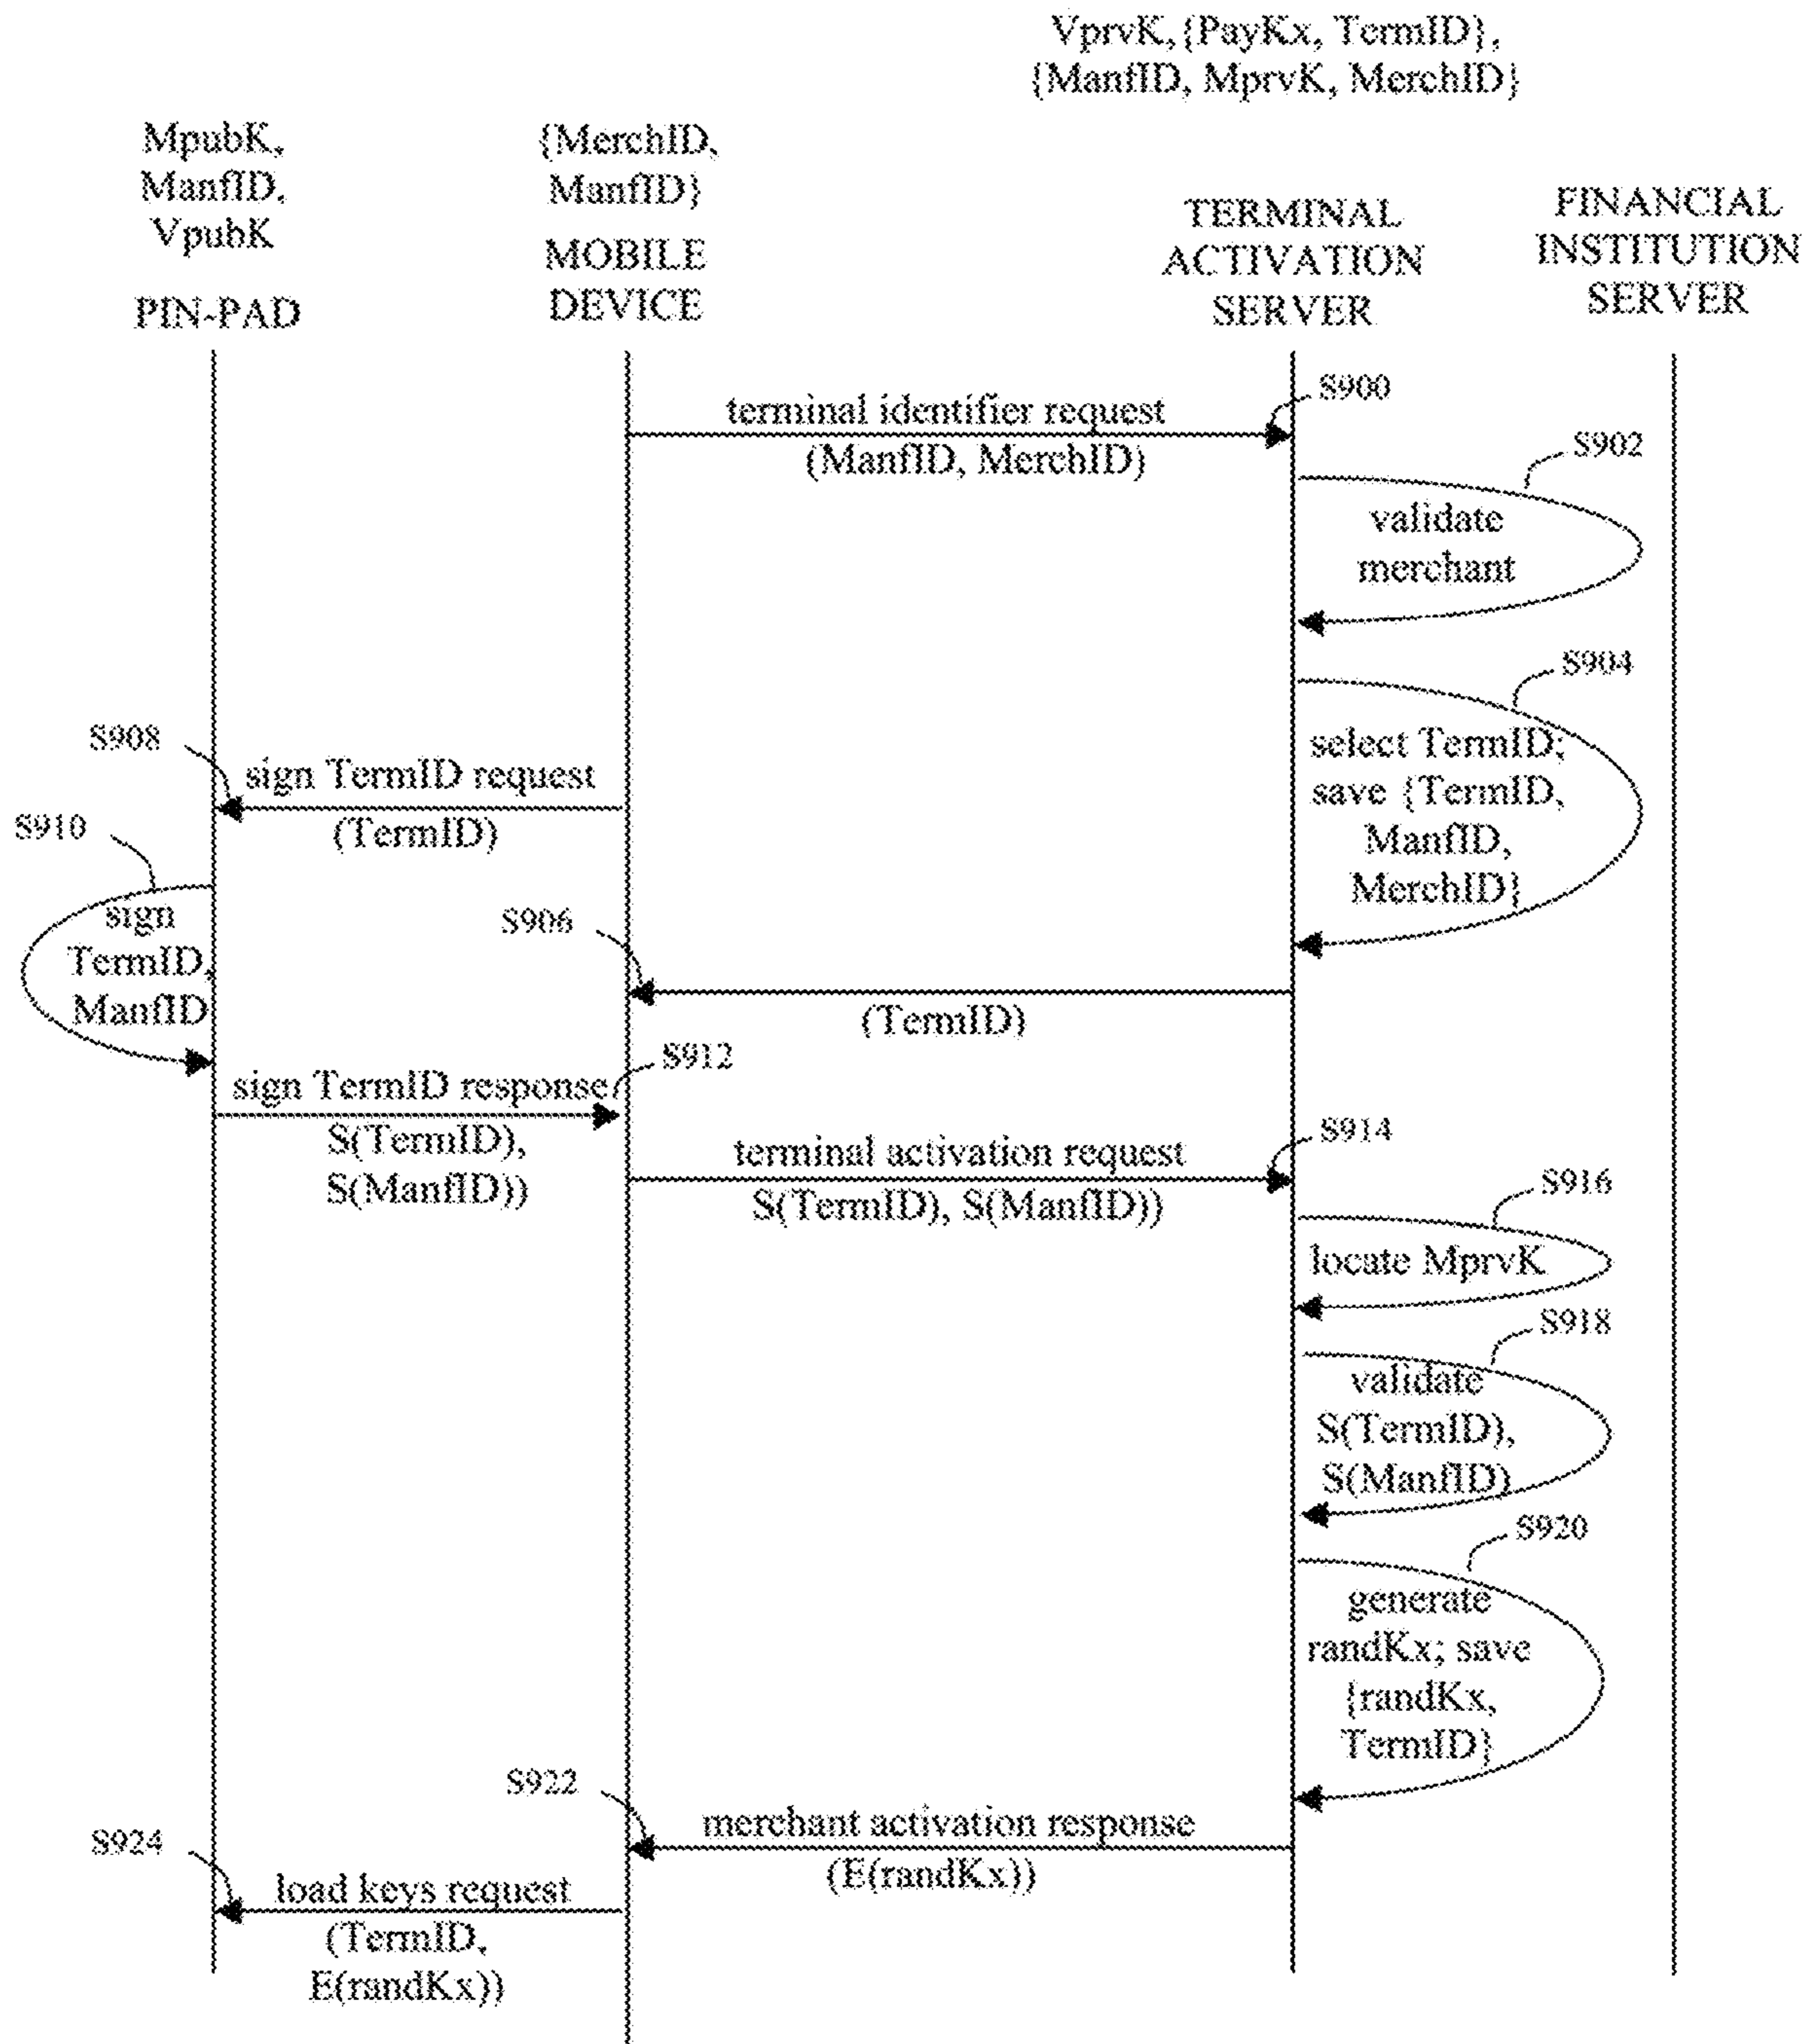 VprvK,{PayKx, TermID},
{ManfID, MprvK, MerchID}
MpubK,
ManfID,
VpubK
PIN-PAD
{MerchID,
ManfID}
MOBILE
DEVICE
TERMINAL
ACTIVATION
SERVER
FINANCIAL
INSTITUTION
SERVER
S900
terminal identifier request
(ManfID, MerchID)
S902
validate
merchant
S904
select TermID;
save {TermID,
ManfID,
MerchID}
S908
sign TermID request
(TermID)
S910
sign
TermID,
ManfID
S906
(TermID)
S912
sign TermID response
S(TermID),
S(ManfID))
S914
terminal activation request
S(TermID), S(ManfID))
S916
locate MprvK
S918
validate
S(TermID),
S(ManfID)
S920
generate
randKx; save
{randKx,
TermID}
S922
merchant activation response
(E(randKx))
S924
load keys request
(TermID,
E(randKx))